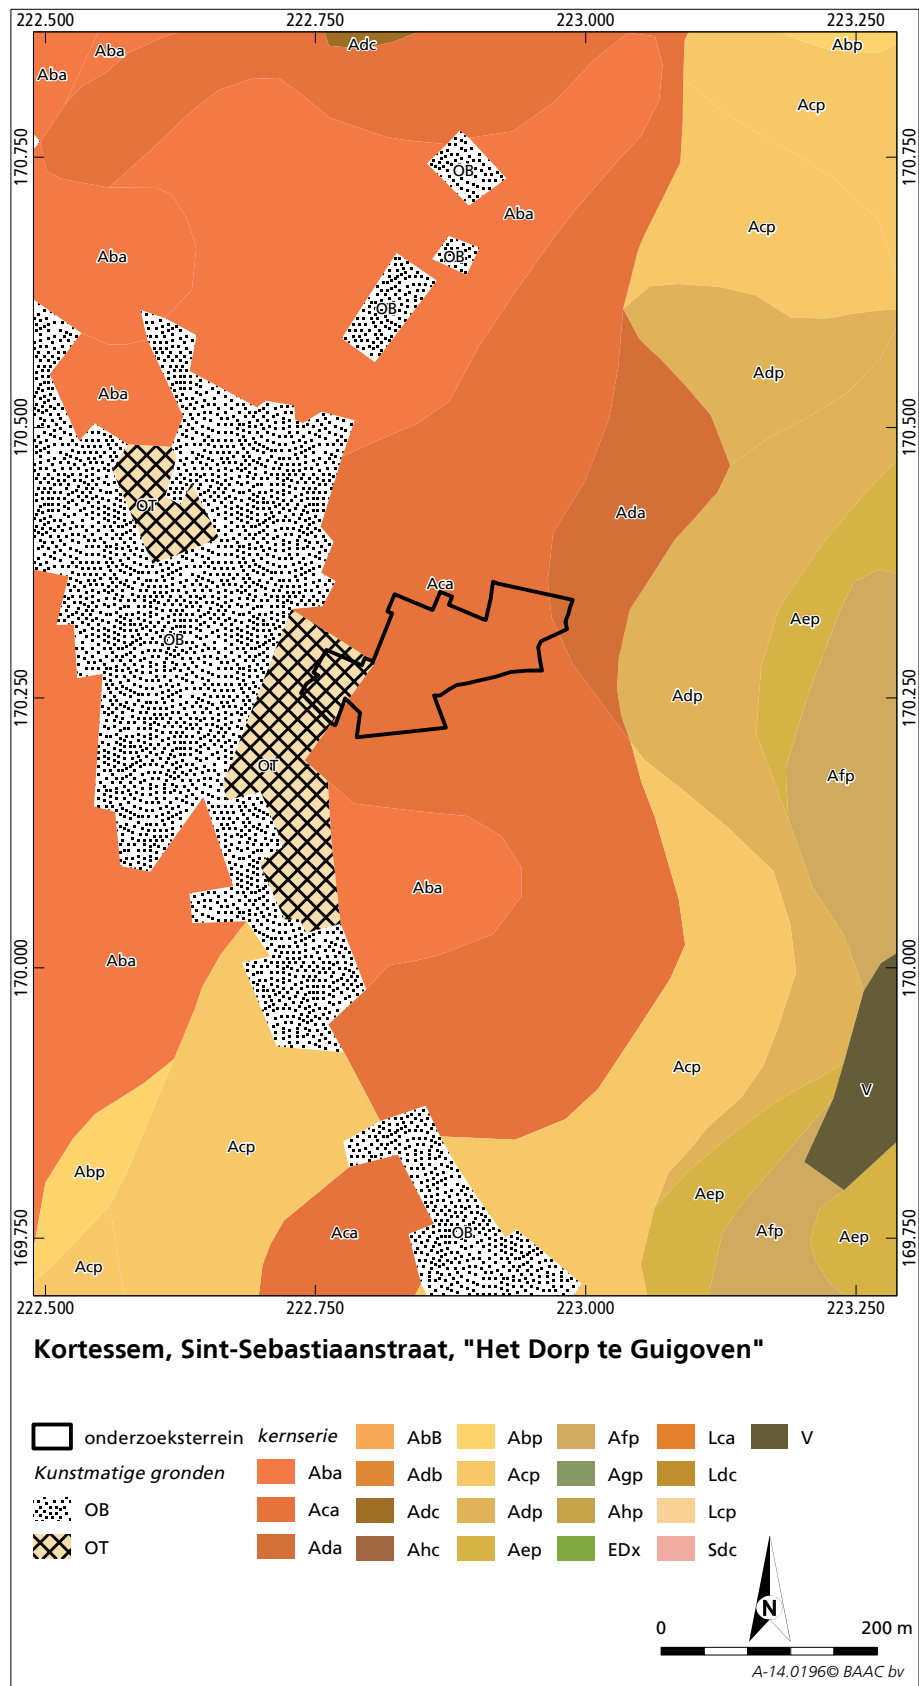 222.500 222.750 223.000 223.250
Adc
Aba
Abp
Aba
Acp
170.750
170.750
OB
Aba
Acp
Aba
OB
OB
Adp
Aba
170.500
170.500
OT
Ada
Aca
Aep
OB
170.250
170.250
Adp
OT
Afp
Aba
Aba
170.000
170.000
Acp
V
Acp
Abp
Aep
Aca
OB
Afp
Aep
169.750
169.750
Acp
222.500 222.750 223.000 223.250
Kortessem, Sint-Sebastiaanstraat, "Het Dorp te Guigoven"
onderzoeksterrein
Kunstmatige gronden
OB
OT
kernserie
Aba
Aca
Ada
AbB
Adb
Adc
Ahc
Abp
Acp
Adp
Aep
Afp
Agp
Ahp
EDx
Lca
Ldc
Lcp
Sdc
V
N
0 200 m
A-14.0196© BAAC bv